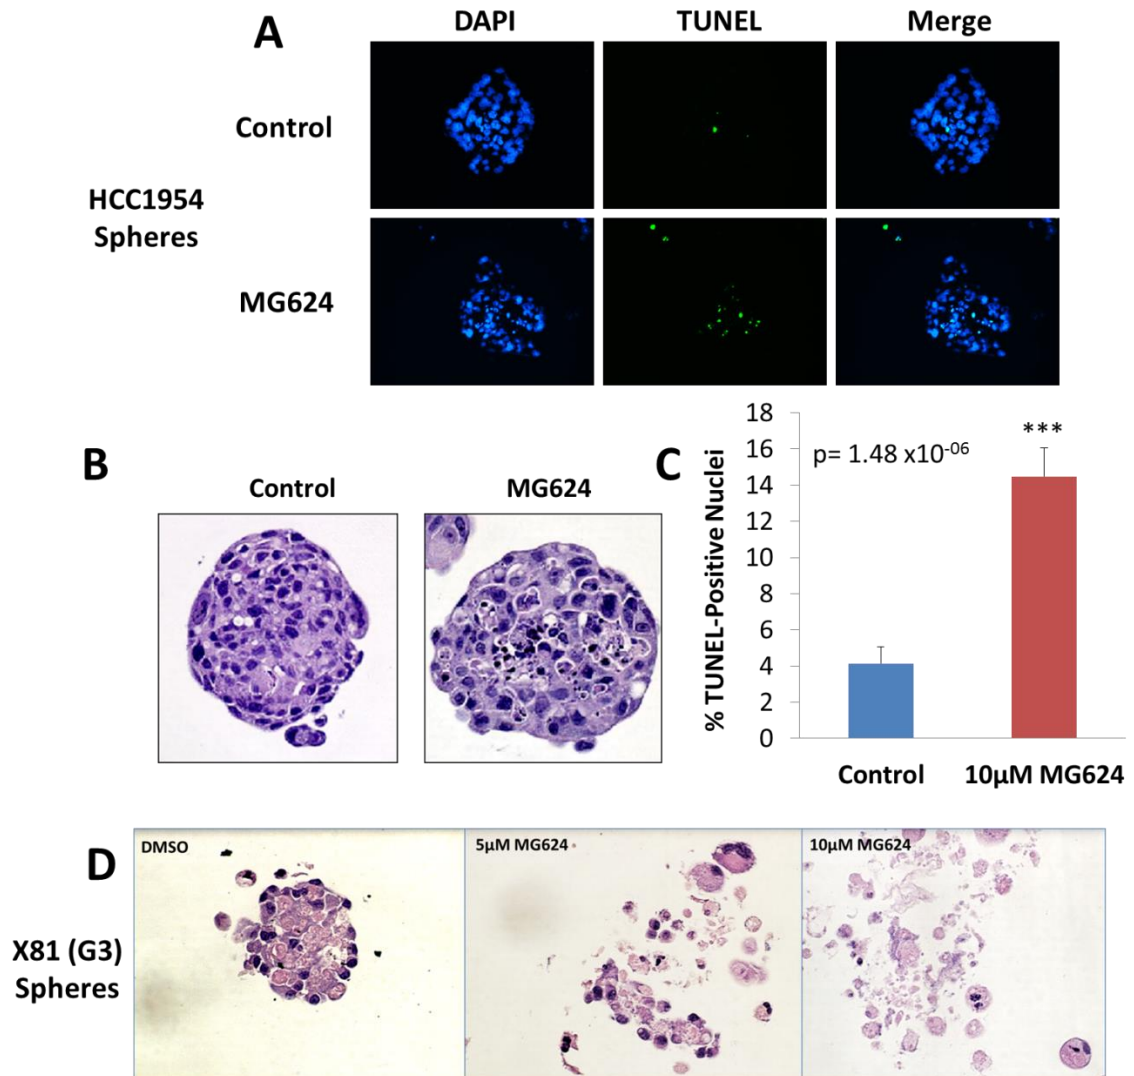 A
DAPI
TUNEL
Merge
Control
HCC1954
Spheres
MG624
B
Control
MG624
C
18
16
14
12
10
8
6
4
2
0
% TUNEL-Positive Nuclei
p= 1.48 x10-06
***
Control
10µM MG624
D
DMSO
5µM MG624
10µM MG624
X81 (G3)
Spheres